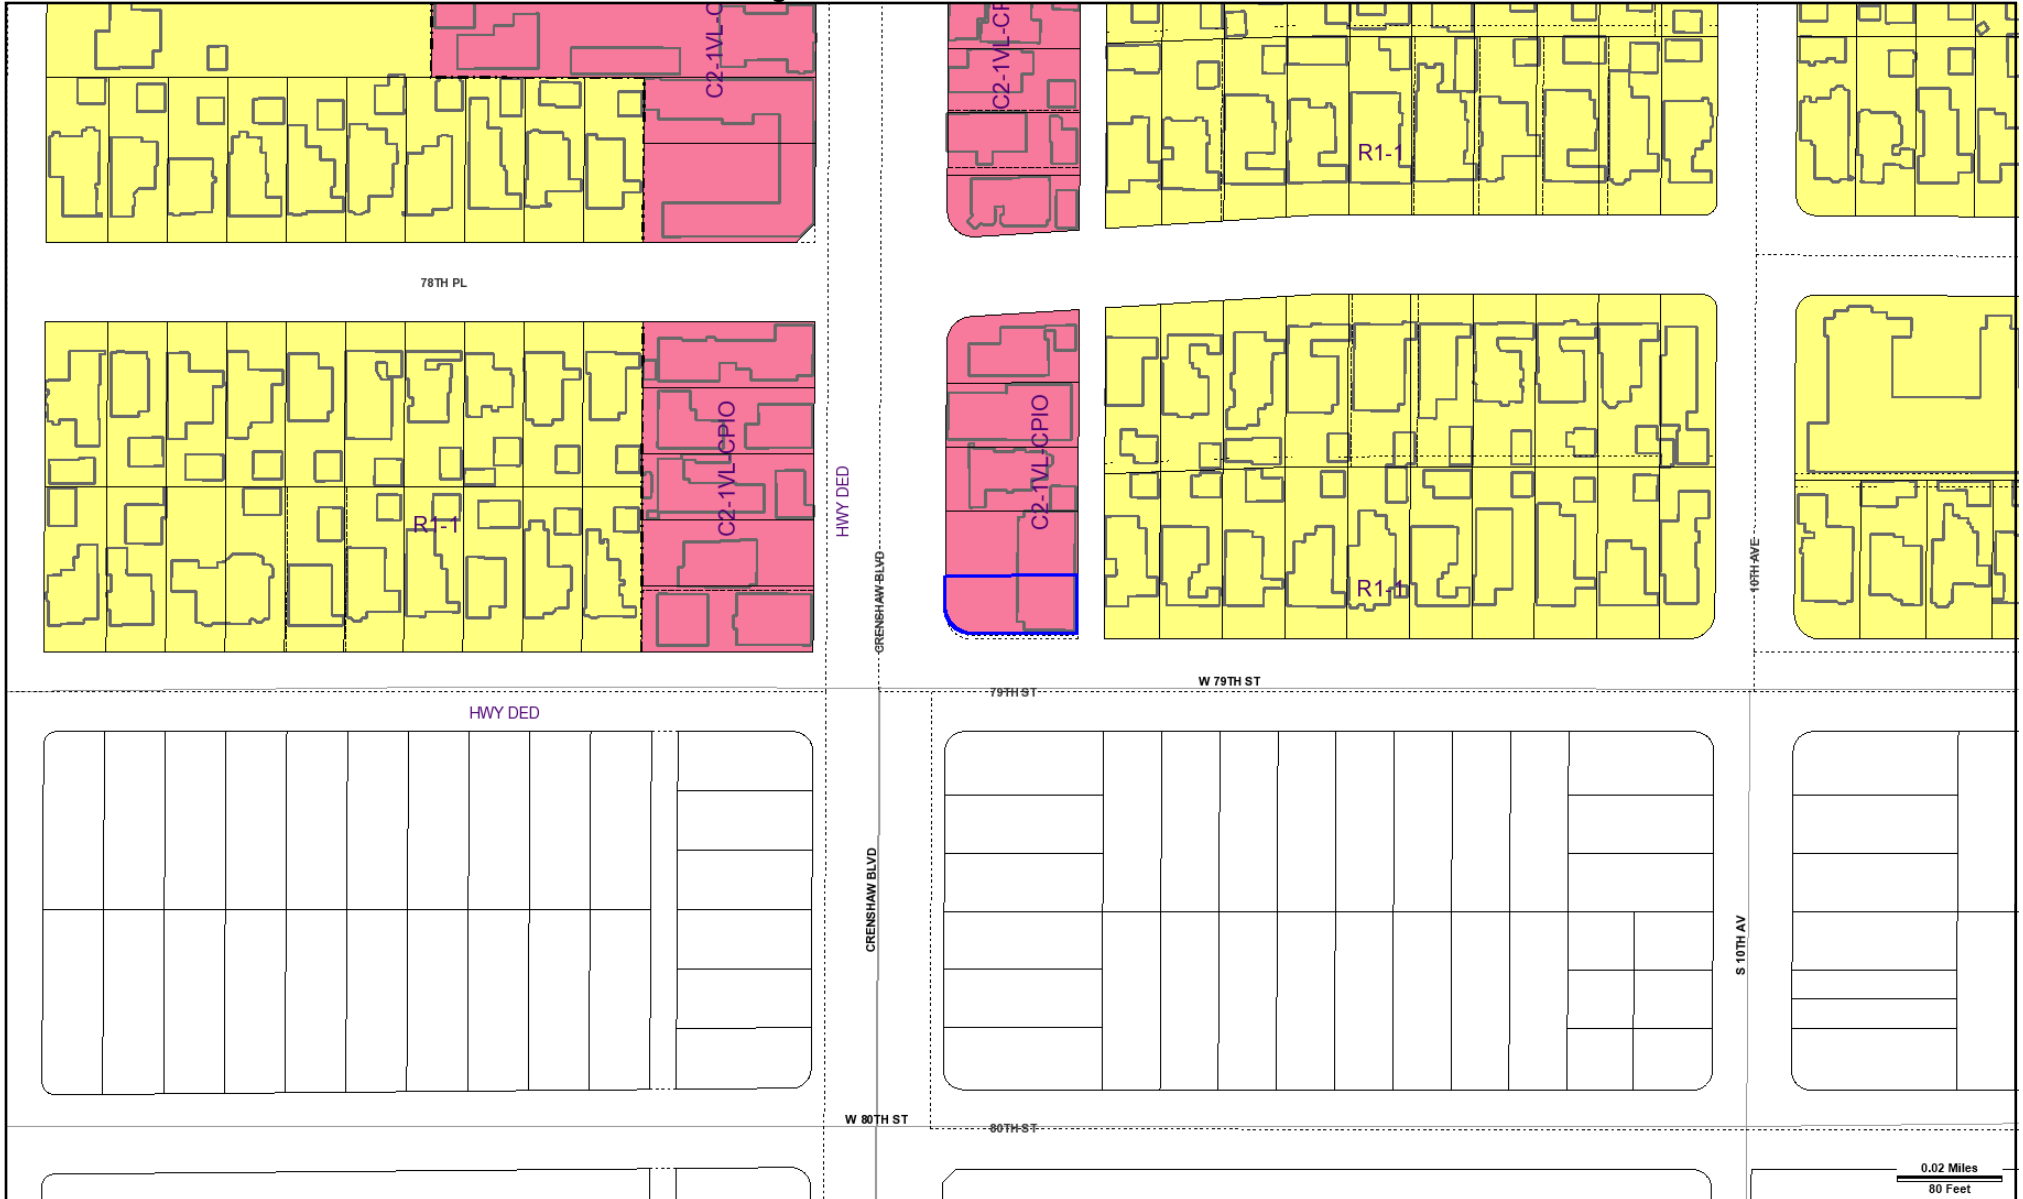 C2-1VL-C
C2-1VL-CP
R1-1
78TH PL
C2-1VL-CPIO
HWY DED
C2-1VL-CPIO
R1-1
CRENSHAW BLVD
R1-1
10TH AVE
W 79TH ST
79TH ST
HWY DED
CRENSHAW BLVD
S 10TH AV
W 80TH ST
80TH ST
0.02 Miles
80 Feet